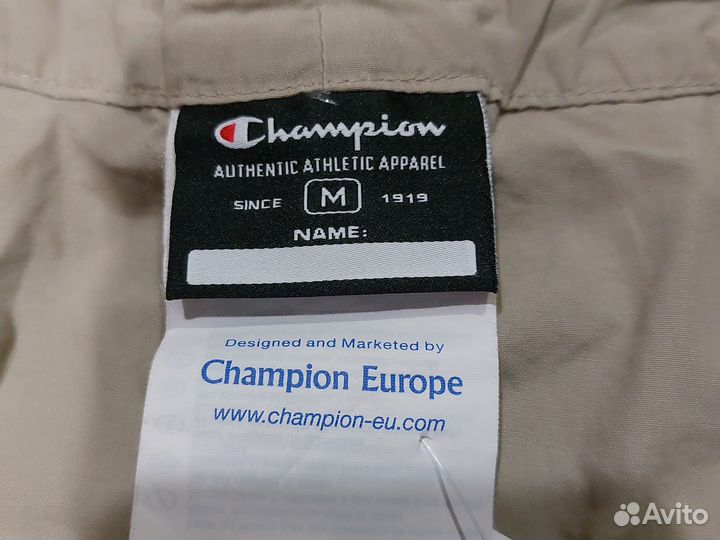 Champion
AUTHENTIC ATHLETIC APPAREL
SINCE M 1919
NAME:
Designed and Marketed by
Champion Europe
www.champion-eu.com
Avito